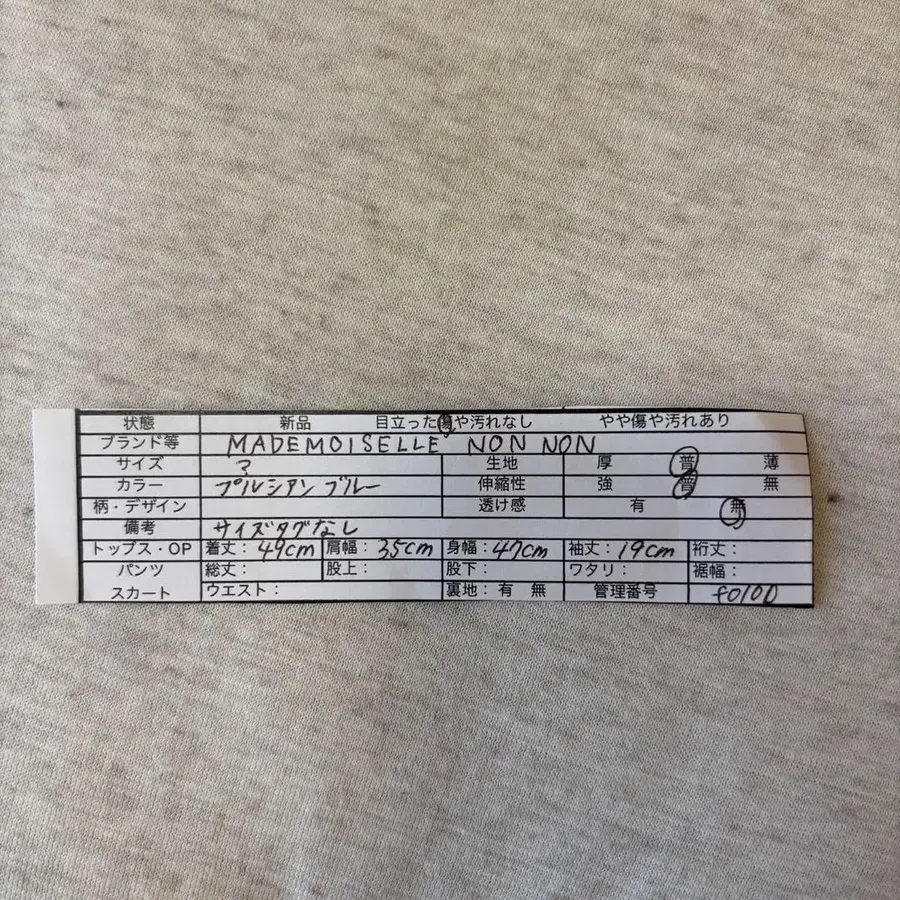 状態 新品 目立った傷や汚れなし やや傷や汚れあり
ブランド等 MADEMOISELLE NON NON
サイズ ? 生地 厚 普 薄
カラー プルシアンブルー 伸縮性 強 普 無
柄・デザイン 透け感 有 無
備考 サイズタグなし
トップス・OP 着丈：49cm 肩幅：35cm 身幅：47cm 袖丈：19cm 裄丈：
パンツ 総丈： 股上： 股下： ワタリ： 裾幅：
スカート ウエスト： 裏地：有 無 管理番号 f0100